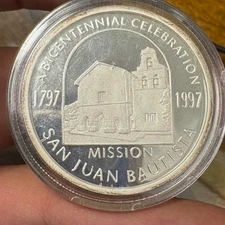 A BICENTENNIAL CELEBRATION
1797 1997
MISSION
SAN JUAN BAUTISTA